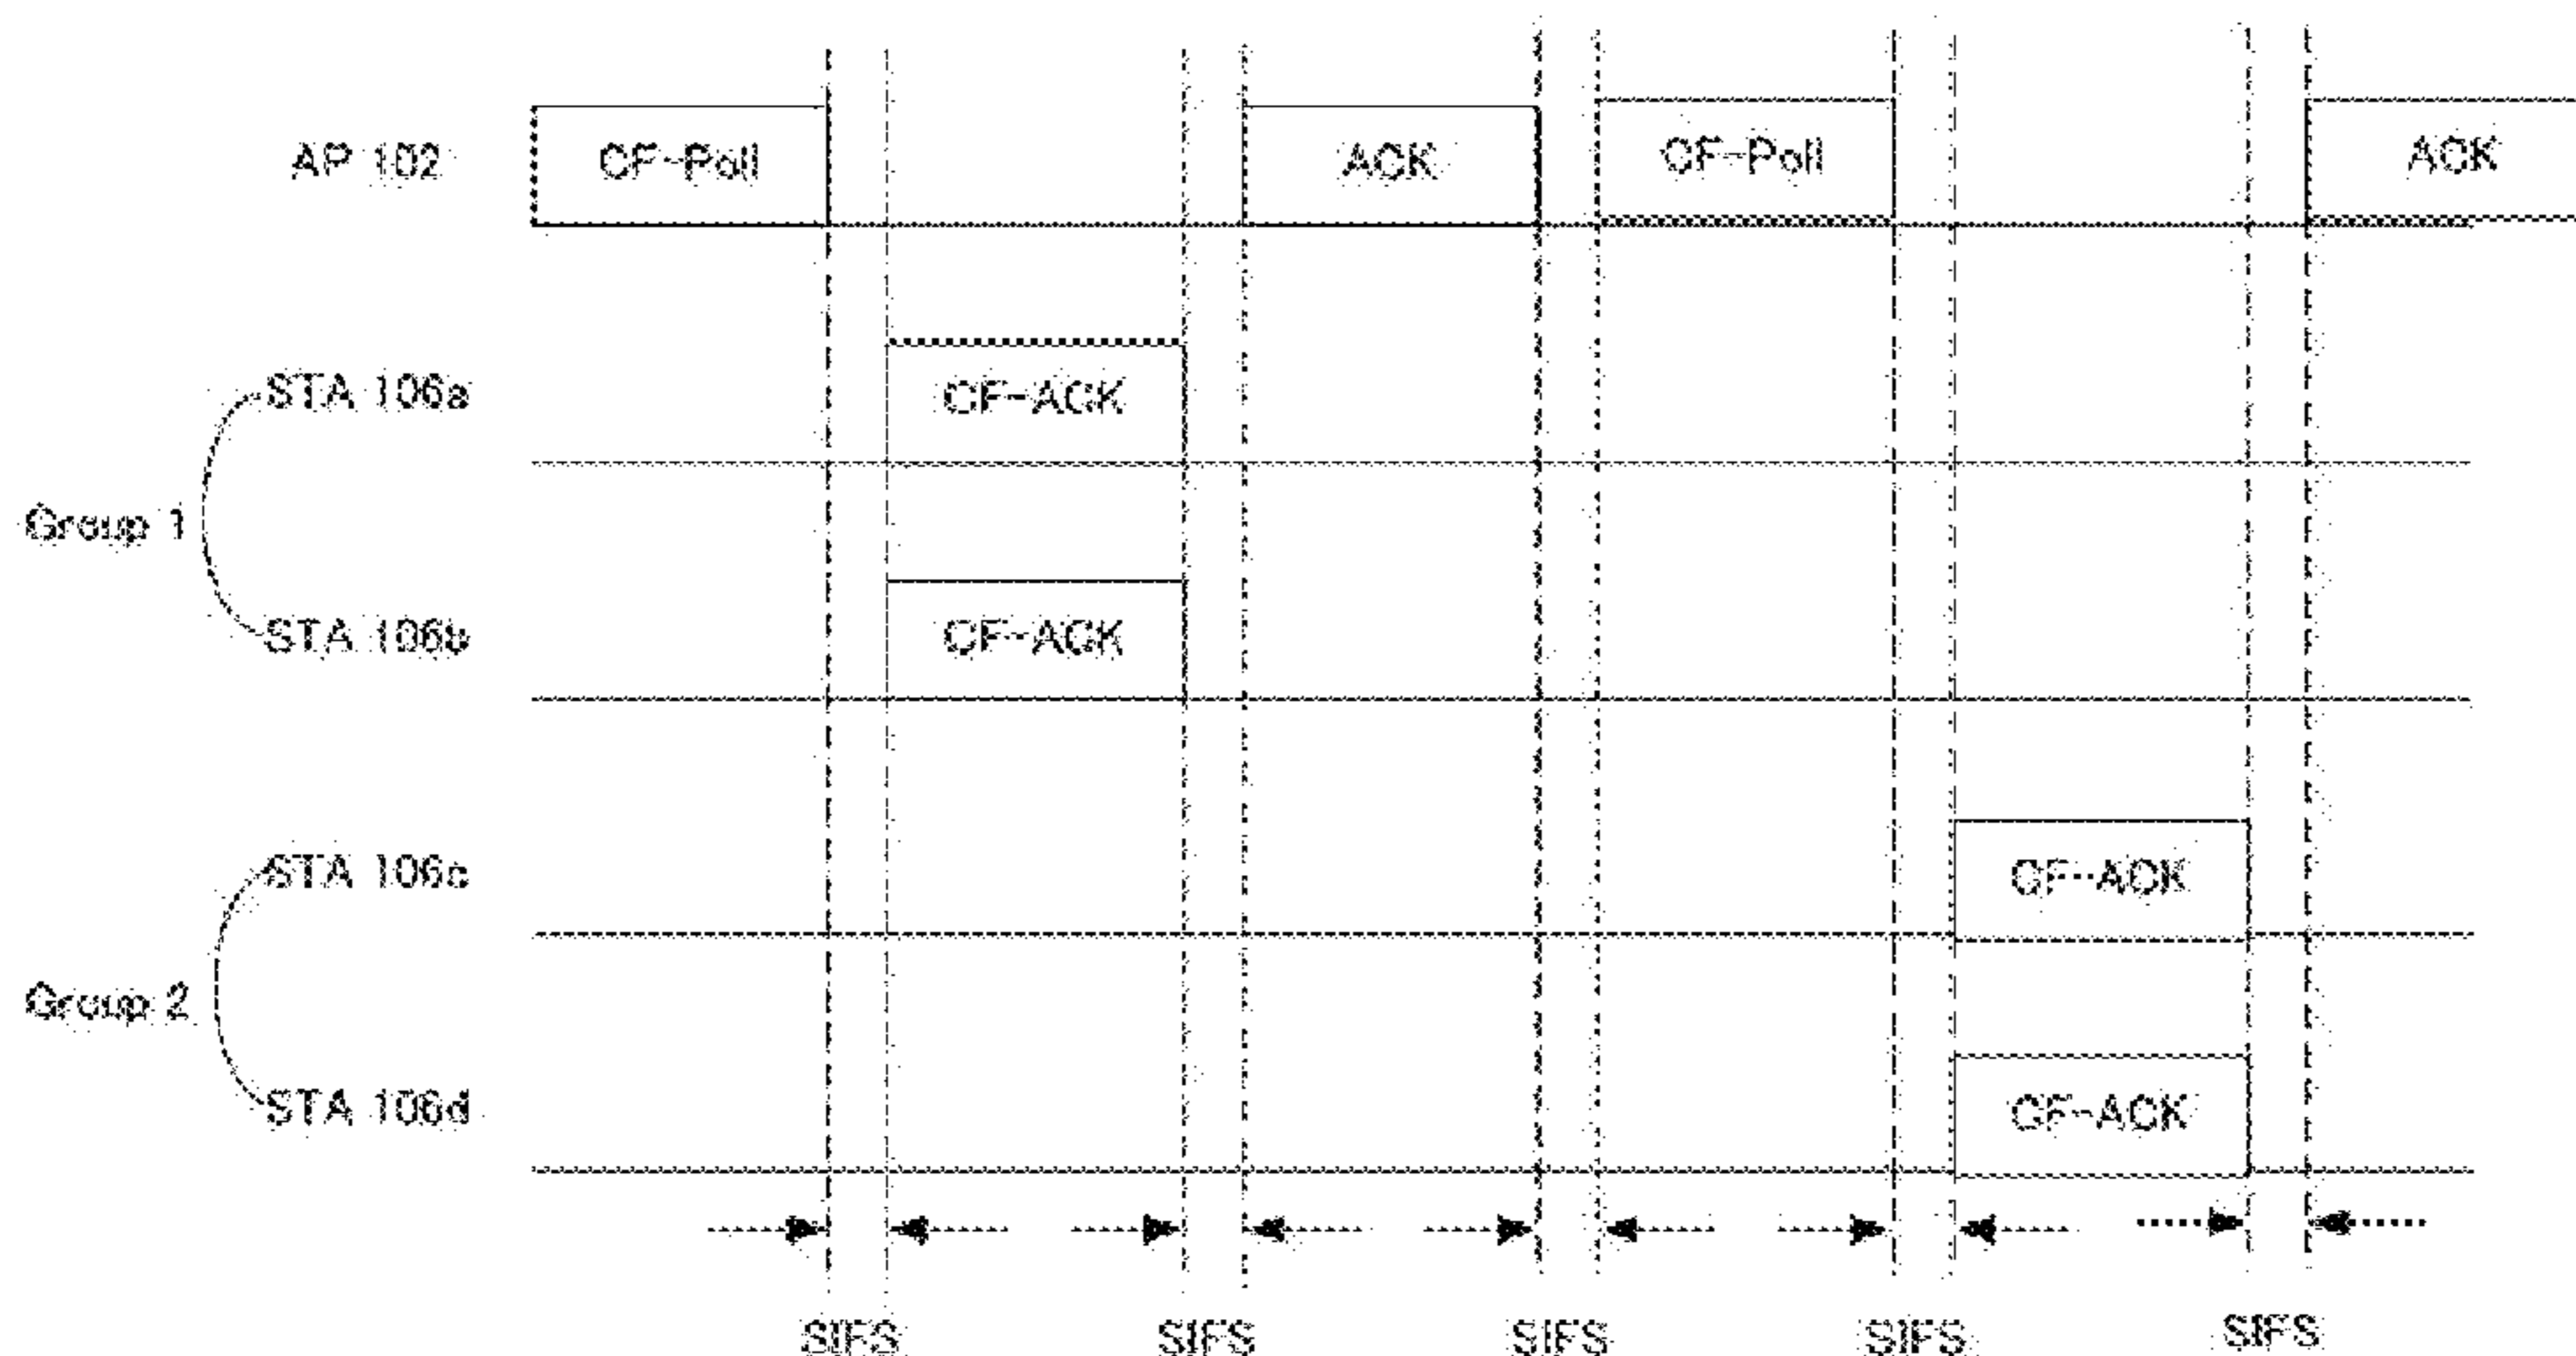 AP 102
CF-Poll
ACK
CF-Poll
ACK
STA 106a
CF-ACK
Group 1
STA 106b
CF-ACK
STA 106c
CF-ACK
Group 2
STA 106d
CF-ACK
SIFS
SIFS
SIFS
SIFS
SIFS